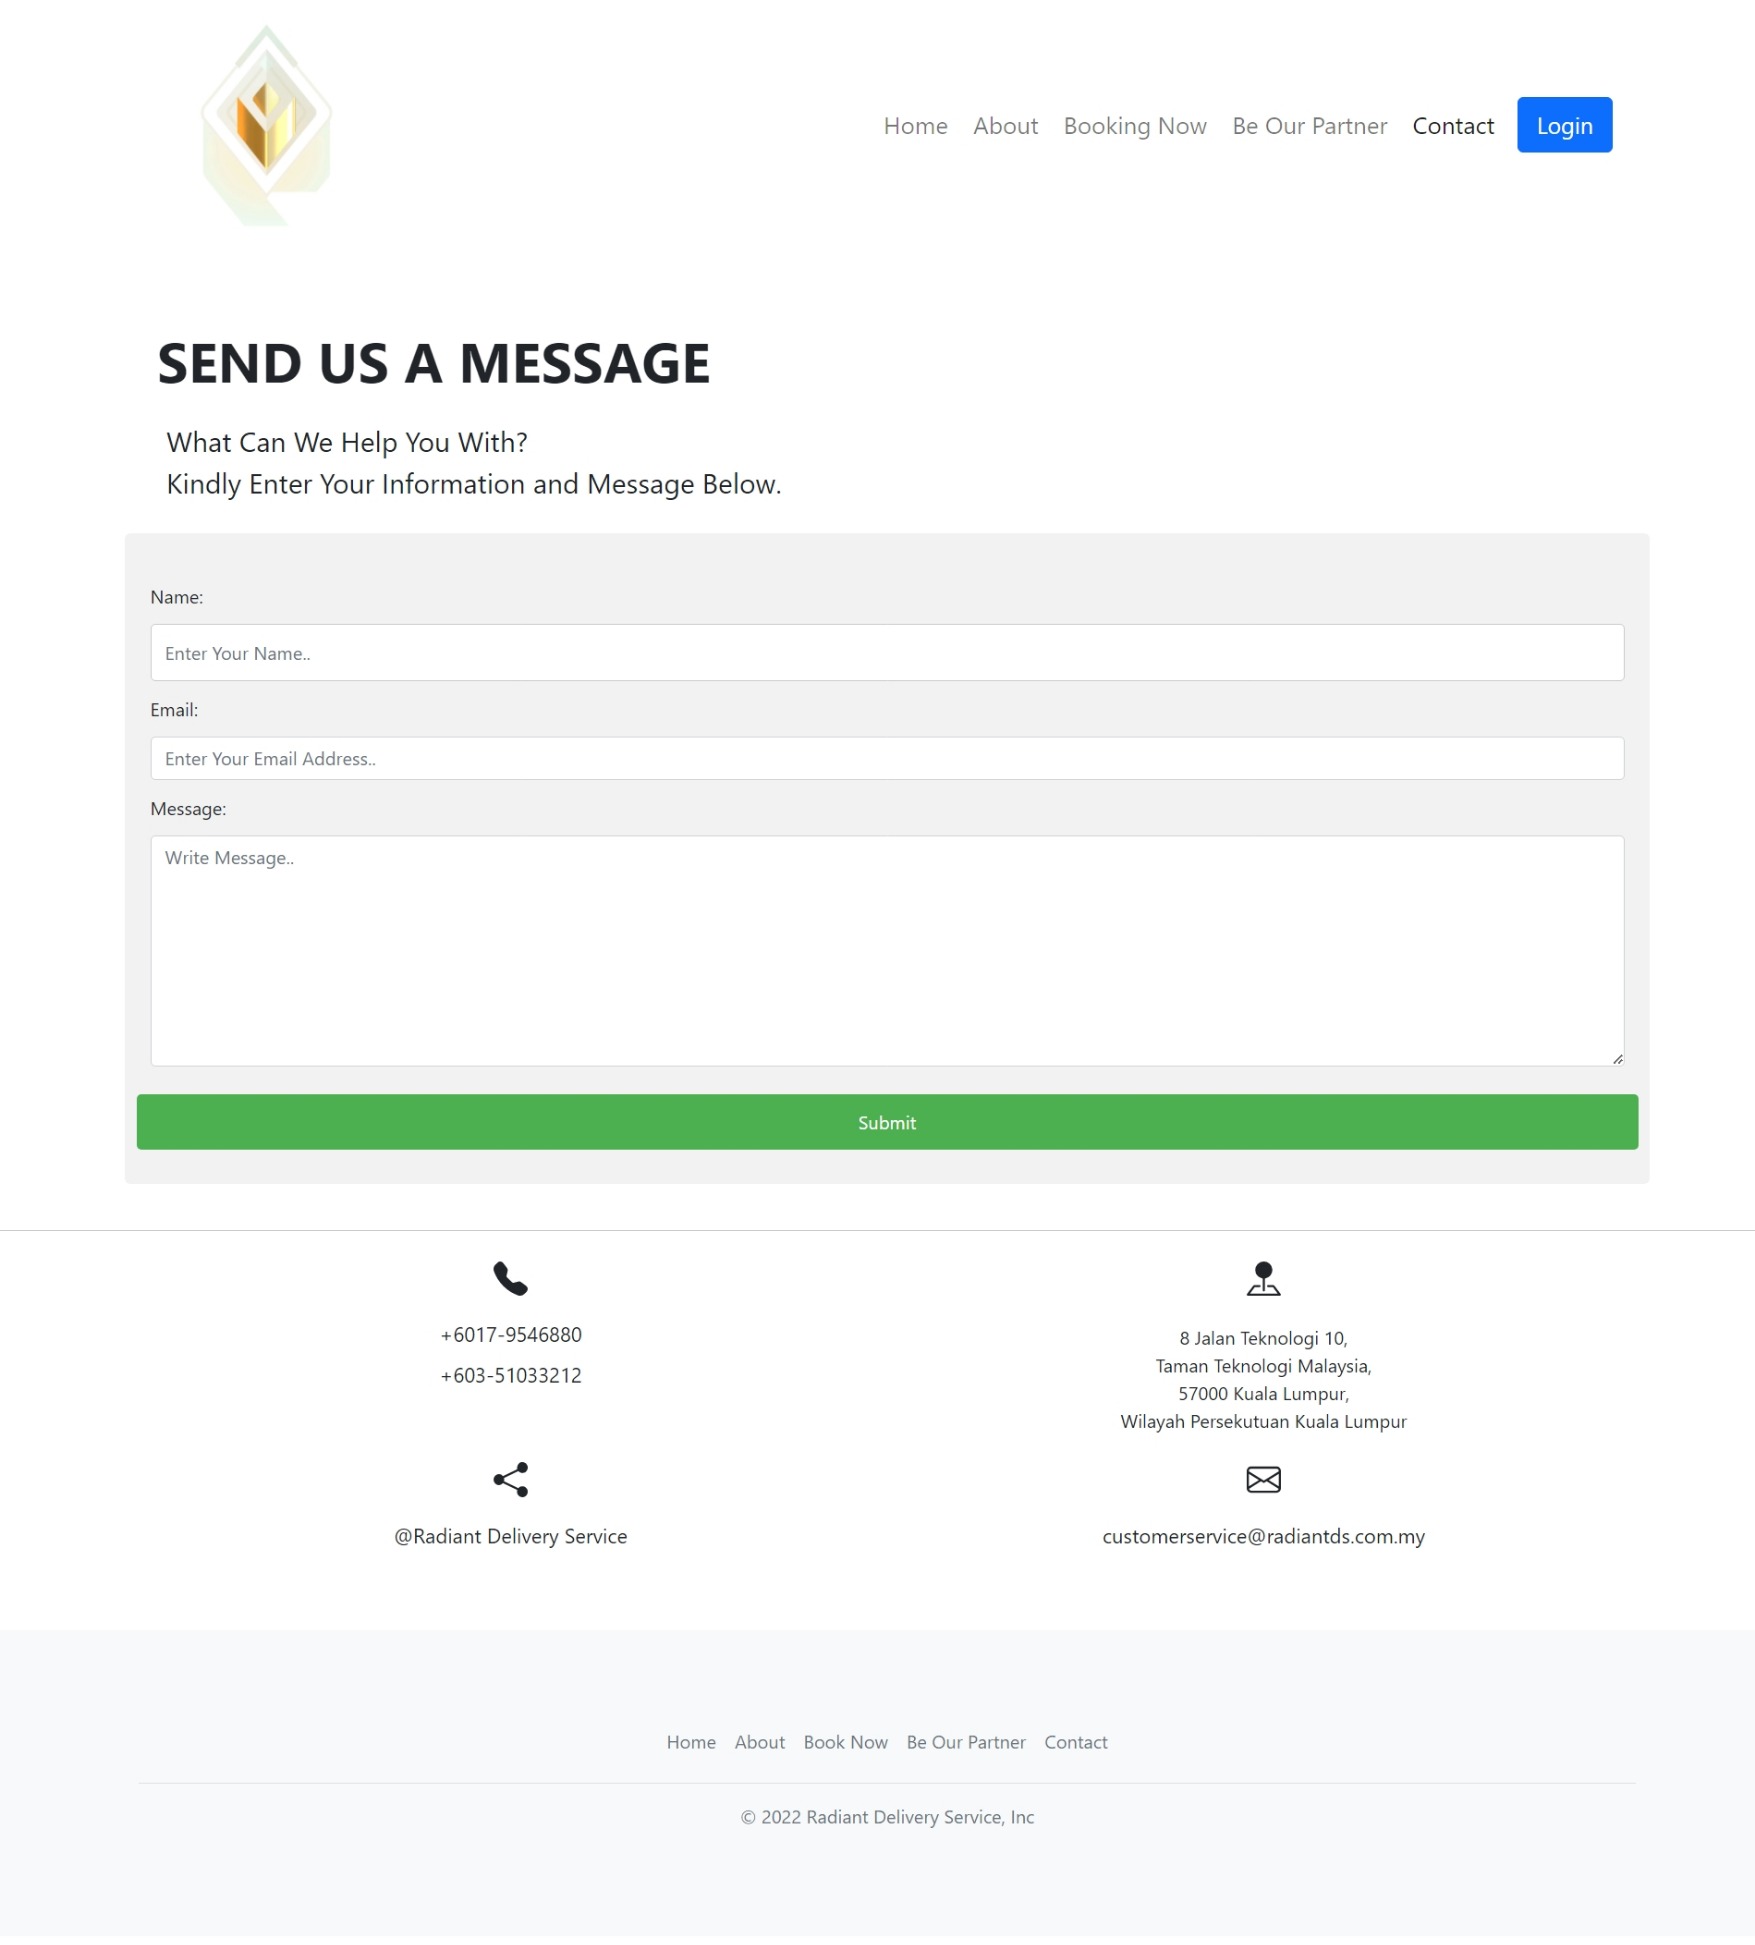 Home About Booking Now Be Our Partner Contact Login
SEND US A MESSAGE
What Can We Help You With?
Kindly Enter Your Information and Message Below.
Name:
Enter Your Name..
Email:
Enter Your Email Address..
Message:
Write Message..
Submit
+6017-9546880
+603-51033212
8 Jalan Teknologi 10,
Taman Teknologi Malaysia,
57000 Kuala Lumpur,
Wilayah Persekutuan Kuala Lumpur
@Radiant Delivery Service
customerservice@radiantds.com.my
Home About Book Now Be Our Partner Contact
© 2022 Radiant Delivery Service, Inc